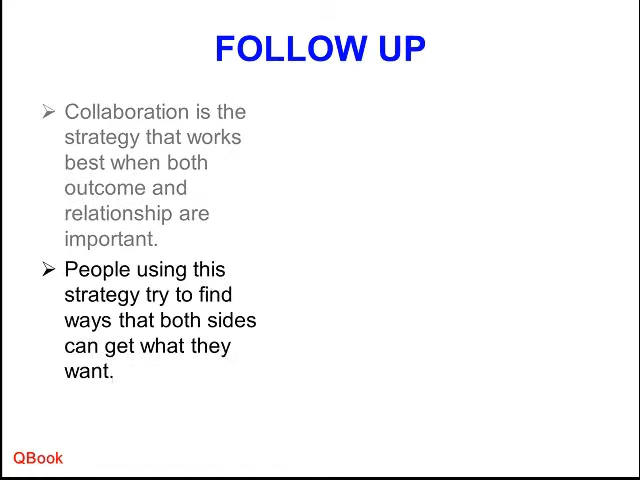 FOLLOW UP
➢ Collaboration is the
strategy that works
best when both
outcome and
relationship are
important.
➢ People using this
strategy try to find
ways that both sides
can get what they
want.
QBook